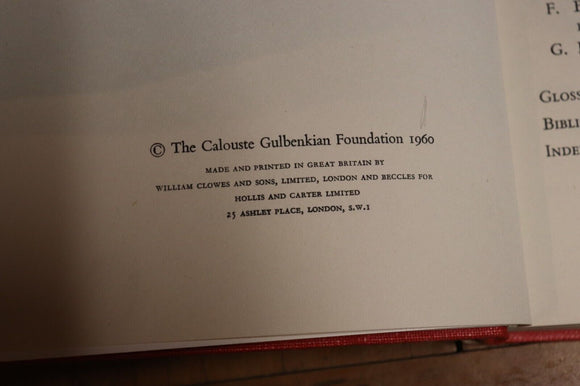 © The Calouste Gulbenkian Foundation 1960
MADE AND PRINTED IN GREAT BRITAIN BY
WILLIAM CLOWES AND SONS, LIMITED, LONDON AND BECCLES FOR
HOLLIS AND CARTER LIMITED
25 ASHLEY PLACE, LONDON, S.W.1
F.
G.